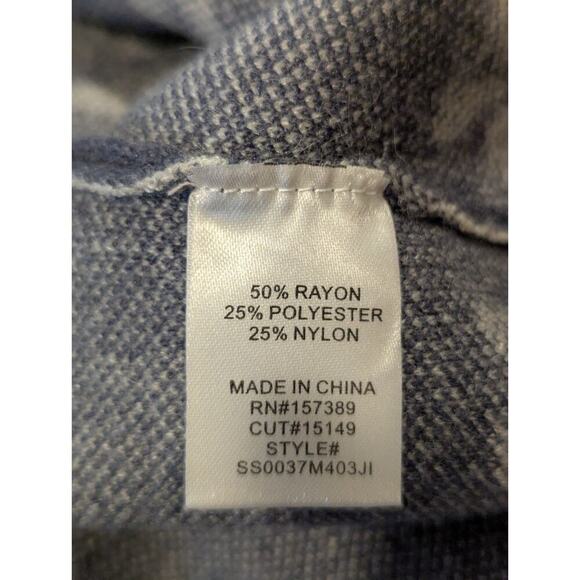 50% RAYON
25% POLYESTER
25% NYLON
MADE IN CHINA
RN#157389
CUT#15149
STYLE#
SS0037M403JI